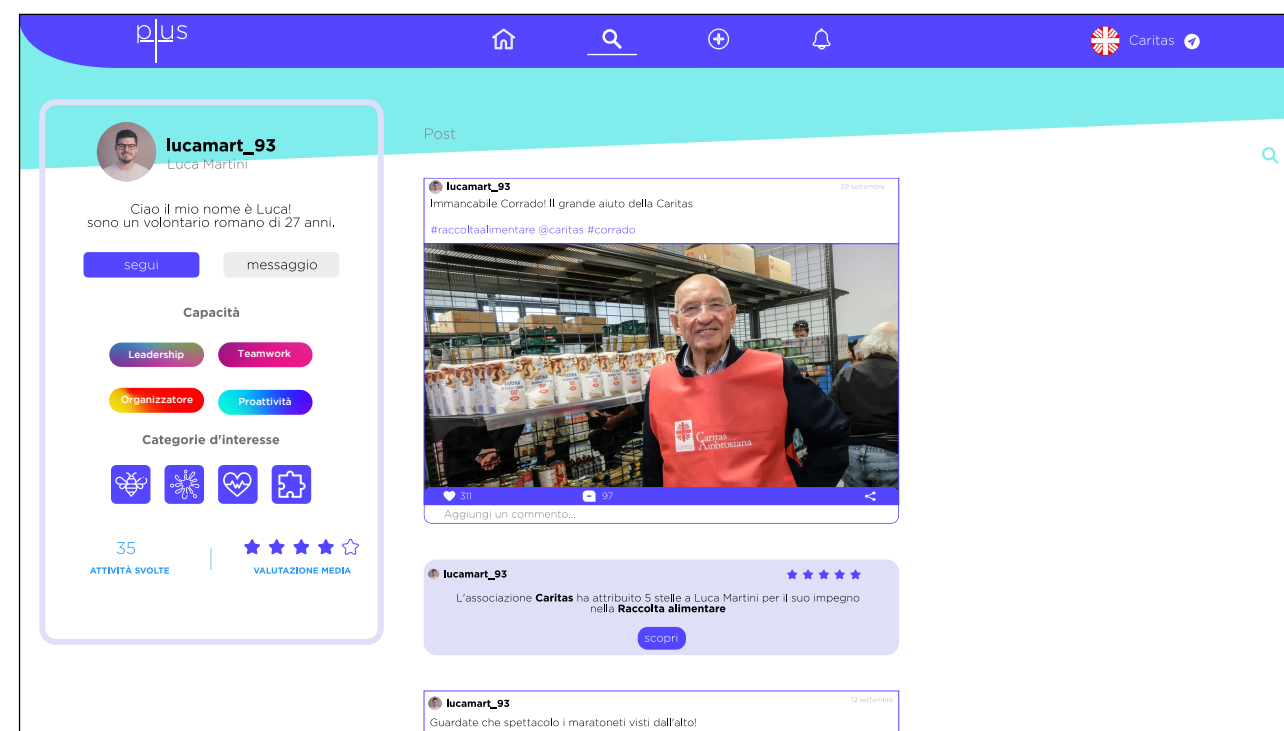 plus
Caritas
lucamart_93
Luca Martini
Ciao il mio nome è Luca!
sono un volontario romano di 27 anni.
segui
messaggio
Capacità
Leadership
Teamwork
Organizzatore
Proattività
Categorie d'interesse
35
ATTIVITÀ SVOLTE
VALUTAZIONE MEDIA
Post
lucamart_93
29 settembre
Immancabile Corrado! Il grande aiuto della Caritas
#raccoltaalimentare @caritas #corrado
Caritas
Ambrosiana
311
97
Aggiungi un commento...
lucamart_93
L'associazione Caritas ha attribuito 5 stelle a Luca Martini per il suo impegno
nella Raccolta alimentare
scopri
lucamart_93
12 settembre
Guardate che spettacolo i maratoneti visti dall'alto!